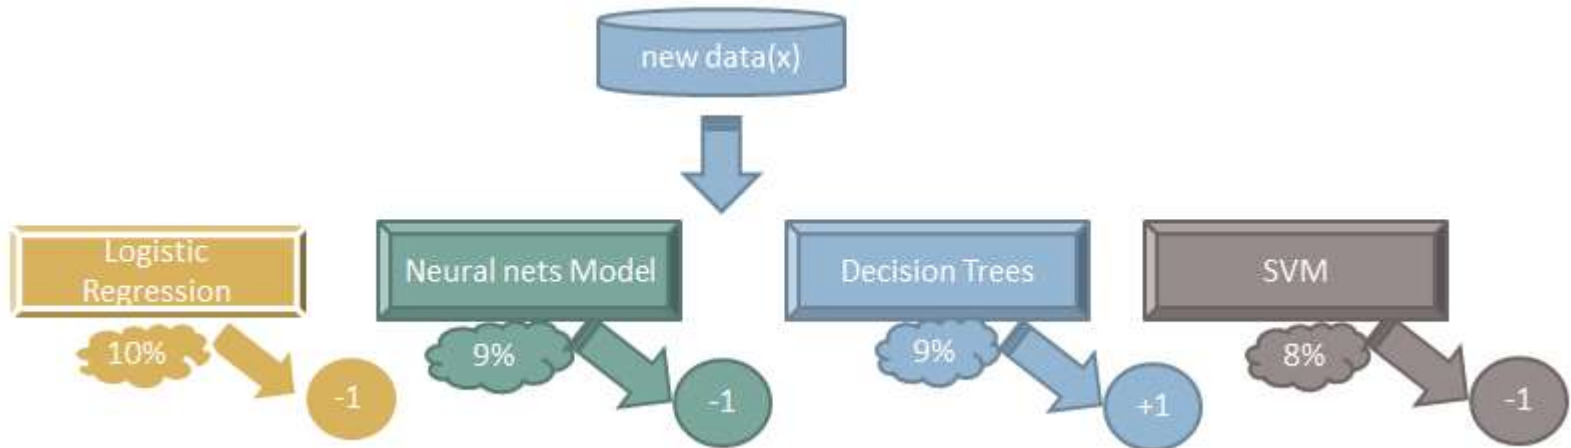 new data(x)
Logistic
Regression
Neural nets Model
Decision Trees
SVM
10%
9%
9%
8%
-1
-1
+1
-1